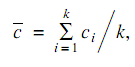 c̅ = ∑_{i=1}^{k} c_i / k,